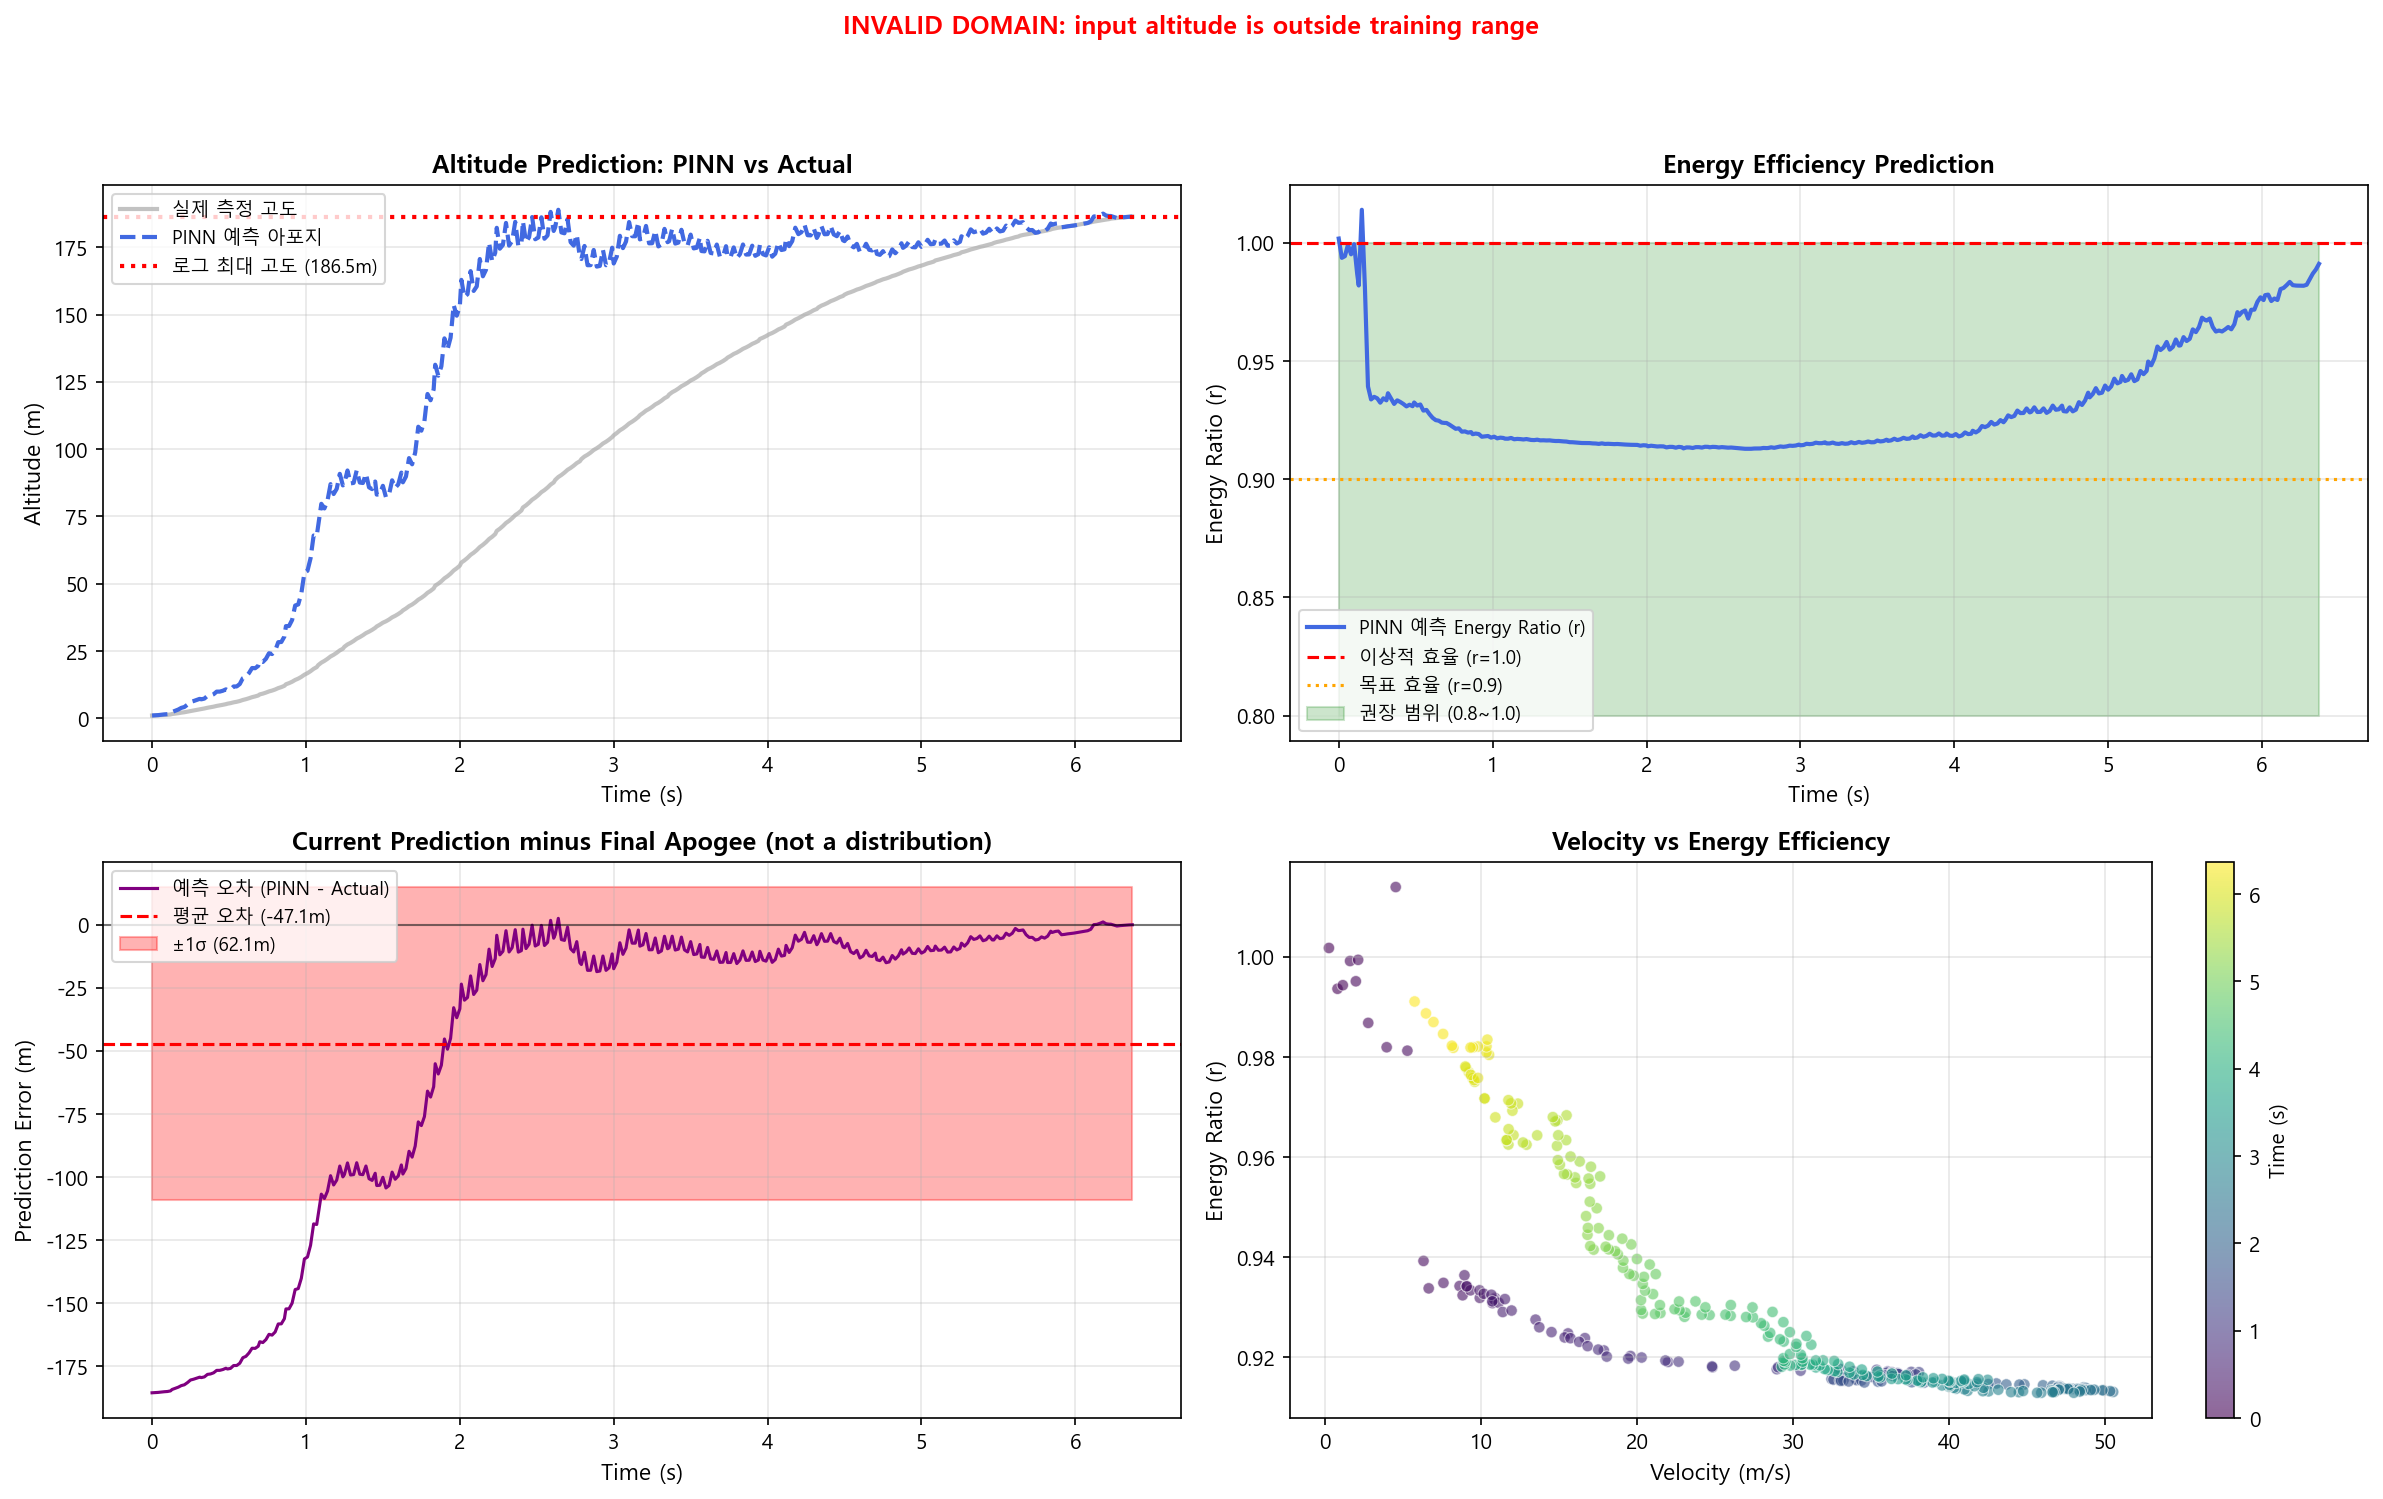 INVALID DOMAIN: input altitude is outside training range
Altitude Prediction: PINN vs Actual
실제 측정 고도
PINN 예측 아포지
로그 최대 고도 (186.5m)
Altitude (m)
175
150
125
100
75
50
25
0
0 1 2 3 4 5 6
Time (s)
Energy Efficiency Prediction
Energy Ratio (r)
1.00
0.95
0.90
0.85
0.80
PINN 예측 Energy Ratio (r)
이상적 효율 (r=1.0)
목표 효율 (r=0.9)
권장 범위 (0.8~1.0)
0 1 2 3 4 5 6
Time (s)
Current Prediction minus Final Apogee (not a distribution)
예측 오차 (PINN - Actual)
평균 오차 (-47.1m)
±1σ (62.1m)
Prediction Error (m)
0
-25
-50
-75
-100
-125
-150
-175
0 1 2 3 4 5 6
Time (s)
Velocity vs Energy Efficiency
Energy Ratio (r)
1.00
0.98
0.96
0.94
0.92
0 10 20 30 40 50
Velocity (m/s)
6
5
4
3
2
1
0
Time (s)